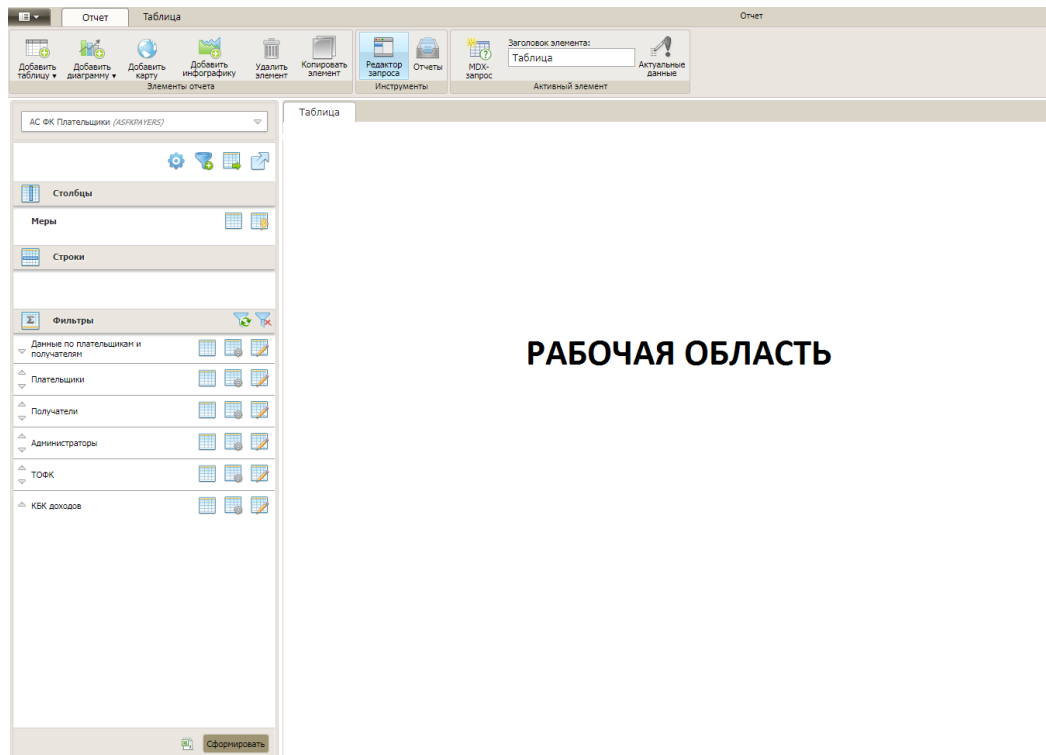 Отчет
Таблица
Отчет
Добавить таблицу
Добавить диаграмму
Добавить карту
Добавить инфографику
Удалить элемент
Копировать элемент
Редактор запроса
Отчеты
MDX-запрос
Заголовок элемента:
Таблица
Актуальные данные
Элементы отчета
Инструменты
Активный элемент
АС ФК Плательщики (ASFKPAYERS)
Таблица
Столбцы
Меры
Строки
Фильтры
Данные по плательщикам и
получателям
Плательщики
Получатели
Администраторы
ТОФК
КБК доходов
РАБОЧАЯ ОБЛАСТЬ
Сформировать